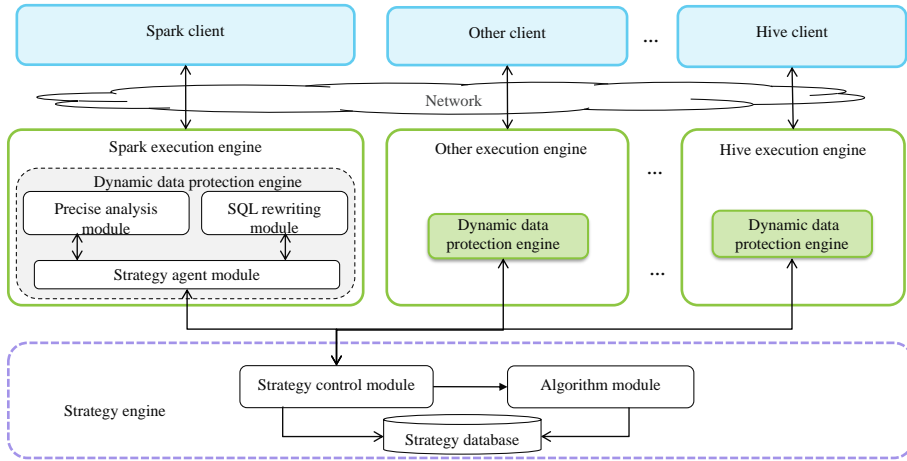 Spark client
Other client
...
Hive client
Network
Spark execution engine
Other execution engine
Hive execution engine
...
Dynamic data protection engine
Precise analysis
module
SQL rewriting
module
Dynamic data
protection engine
Dynamic data
protection engine
Strategy agent module
...
Strategy control module
Algorithm module
Strategy engine
Strategy database